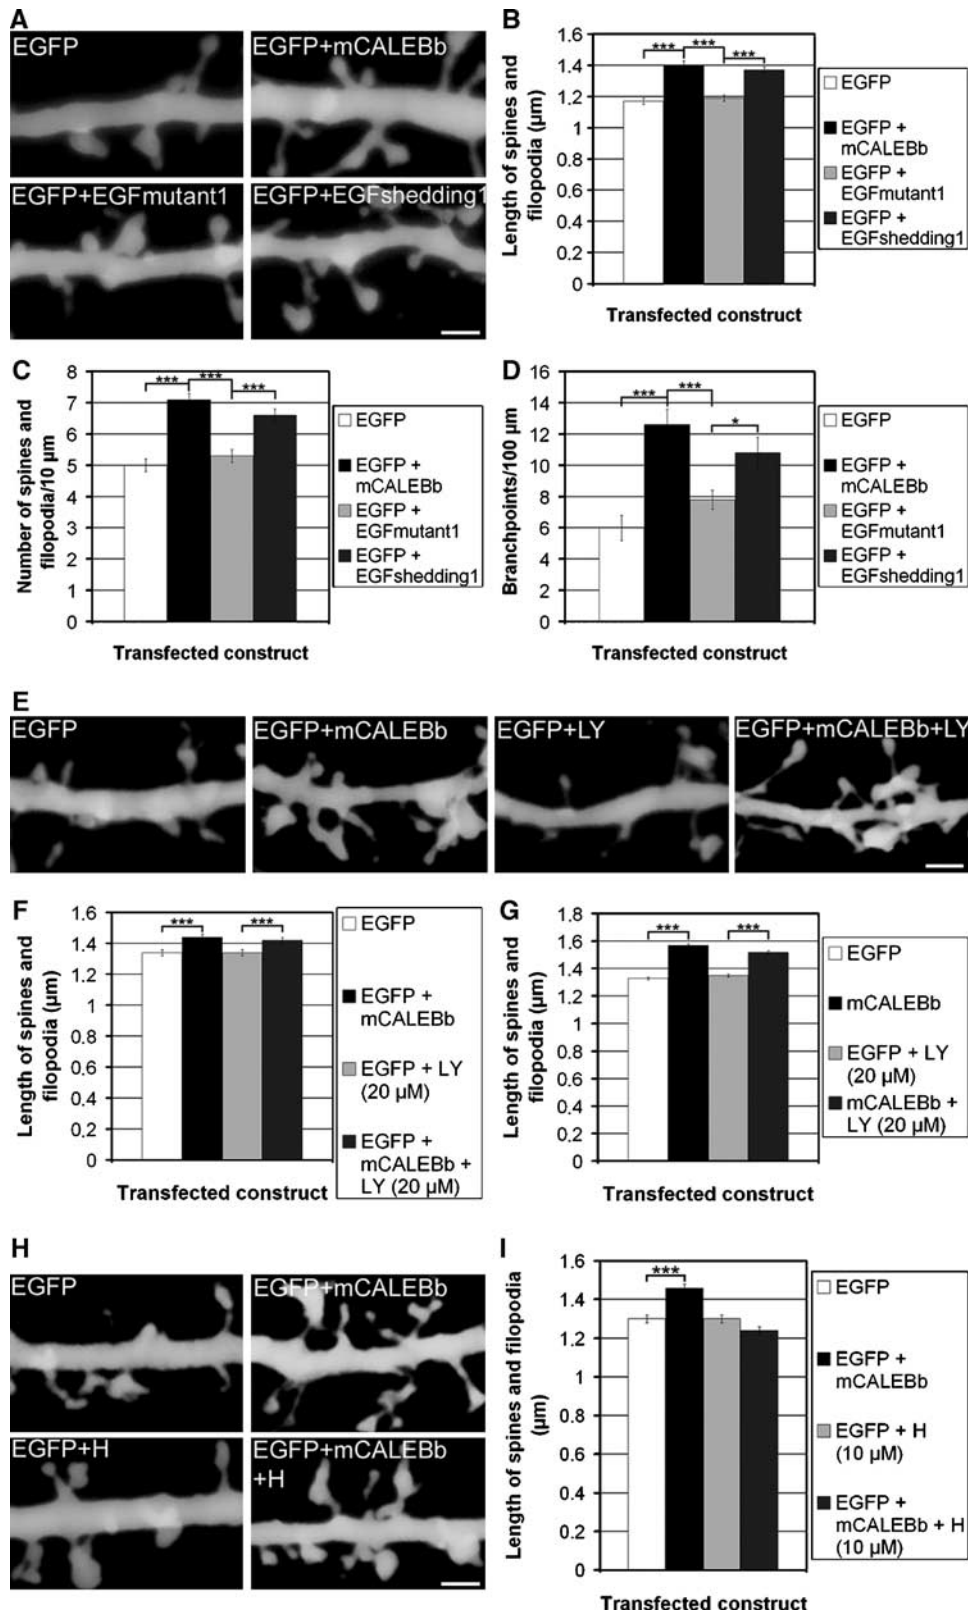 A
EGFP
EGFP+mCALEBb
EGFP+EGFmutant1
EGFP+EGFshedding1
B
Length of spines and
filopodia (µm)
1.6
1.4
1.2
1
0.8
0.6
0.4
0.2
0
***
***
***
Transfected construct
EGFP
EGFP +
mCALEBb
EGFP +
EGFmutant1
EGFP +
EGFshedding1
C
Number of spines and
filopodia/10 µm
8
7
6
5
4
3
2
1
0
***
***
***
Transfected construct
EGFP
EGFP +
mCALEBb
EGFP +
EGFmutant1
EGFP +
EGFshedding1
D
Branchpoints/100 µm
16
14
12
10
8
6
4
2
0
***
***
*
Transfected construct
EGFP
EGFP +
mCALEBb
EGFP +
EGFmutant1
EGFP +
EGFshedding1
E
EGFP
EGFP+mCALEBb
EGFP+LY
EGFP+mCALEBb+LY
F
Length of spines and
filopodia (µm)
1.6
1.4
1.2
1
0.8
0.6
0.4
0.2
0
***
***
Transfected construct
EGFP
EGFP +
mCALEBb
EGFP + LY
(20 µM)
EGFP +
mCALEBb +
LY (20 µM)
G
Length of spines and
filopodia (µm)
1.8
1.6
1.4
1.2
1
0.8
0.6
0.4
0.2
0
***
***
Transfected construct
EGFP
mCALEBb
EGFP + LY
(20 µM)
mCALEBb +
LY (20 µM)
H
EGFP
EGFP+mCALEBb
EGFP+H
EGFP+mCALEBb
+H
I
Length of spines and filopodia
(µm)
1.6
1.4
1.2
1
0.8
0.6
0.4
0.2
0
***
Transfected construct
EGFP
EGFP +
mCALEBb
EGFP + H
(10 µM)
EGFP +
mCALEBb + H
(10 µM)